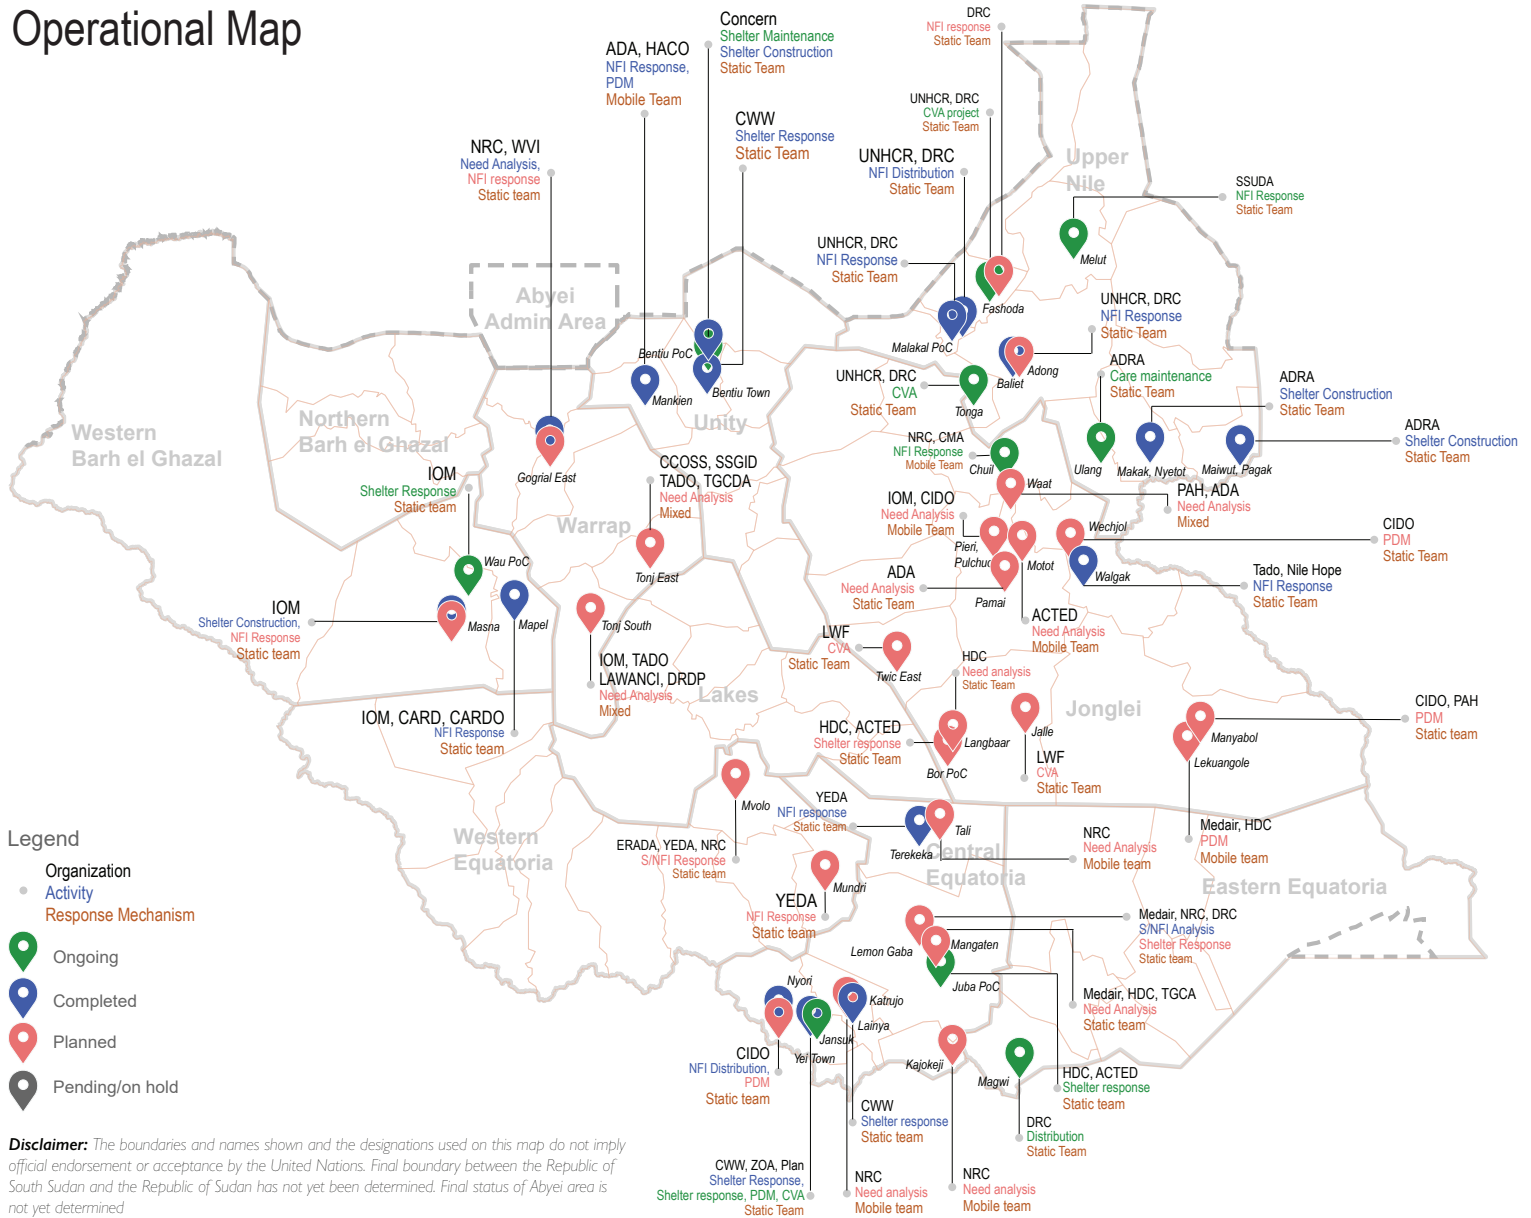 Operational Map
Concern
Shelter Maintenance
Shelter Construction
Static Team
DRC
NFI response
Static Team
ADA, HACO
NFI Response,
PDM
Mobile Team
UNHCR, DRC
CVA project
Static Team
CWW
Shelter Response
Static Team
NRC, WVI
Need Analysis,
NFI response
Static team
UNHCR, DRC
NFI Distribution
Static Team
Upper
Nile
SSUDA
NFI Response
Static Team
UNHCR, DRC
NFI Response
Static Team
Melut
Abyei
Admin Area
Fashoda
UNHCR, DRC
NFI Response
Static Team
Malakal PoC
Bentiu PoC
Bentiu Town
Mankien
Baliet
Adong
UNHCR, DRC
CVA
Static Team
Tonga
ADRA
Care maintenance
Static Team
ADRA
Shelter Construction
Static Team
ADRA
Shelter Construction
Static Team
Unity
Northern
Barh el Ghazal
Western
Barh el Ghazal
NRC, CMA
NFI Response
Mobile Team
Chuil
Ulang
Makak, Nyetot
Maiwut, Pagak
Gogrial East
IOM
Shelter Response
Static team
CCOSS, SSGID
TADO, TGCDA
Need Analysis
Mixed
Waat
PAH, ADA
Need Analysis
Mixed
IOM, CIDO
Need Analysis
Mobile Team
Warrap
Wechjol
CIDO
PDM
Static Team
Pieri,
Pulchuc
Motot
Wau PoC
Tonj East
Walgak
Tado, Nile Hope
NFI Response
Static Team
ADA
Need Analysis
Static Team
Pamai
IOM
Shelter Construction,
NFI Response
Static team
Masna
Mapel
Tonj South
ACTED
Need Analysis
Mobile Team
LWF
CVA
Static Team
Twic East
IOM, TADO
LAWANCI, DRDP
Need Analysis
Mixed
HDC
Need analysis
Static Team
Lakes
Jonglei
IOM, CARD, CARDO
NFI Response
Static team
HDC, ACTED
Shelter response
Static Team
Langbaar
Bor PoC
Jalle
LWF
CVA
Static Team
CIDO, PAH
PDM
Static team
Manyabol
Lekuangole
Mvolo
YEDA
NFI response
Static team
Terekeka
Tali
Medair, HDC
PDM
Mobile team
NRC
Need Analysis
Mobile team
Legend
Organization
Activity
Response Mechanism
Ongoing
Completed
Planned
Pending/on hold
Western
Equatoria
ERADA, YEDA, NRC
S/NFI Response
Static team
Central
Equatoria
Eastern Equatoria
Mundri
YEDA
NFI Response
Static team
Medair, NRC, DRC
S/NFI Analysis
Shelter Response
Static team
Lemon Gaba
Mangaten
Juba PoC
Medair, HDC, TGCA
Need Analysis
Static team
Nyori
Katrujo
Lainya
Jansuk
Yei Town
CIDO
NFI Distribution,
PDM
Static team
Kajokeji
Magwi
HDC, ACTED
Shelter response
Static team
CWW
Shelter response
Static team
DRC
Distribution
Static Team
CWW, ZOA, Plan
Shelter Response,
Shelter response, PDM, CVA
Static Team
NRC
Need analysis
Mobile team
NRC
Need analysis
Mobile team
Disclaimer: The boundaries and names shown and the designations used on this map do not imply
official endorsement or acceptance by the United Nations. Final boundary between the Republic of
South Sudan and the Republic of Sudan has not yet been determined. Final status of Abyei area is
not yet determined